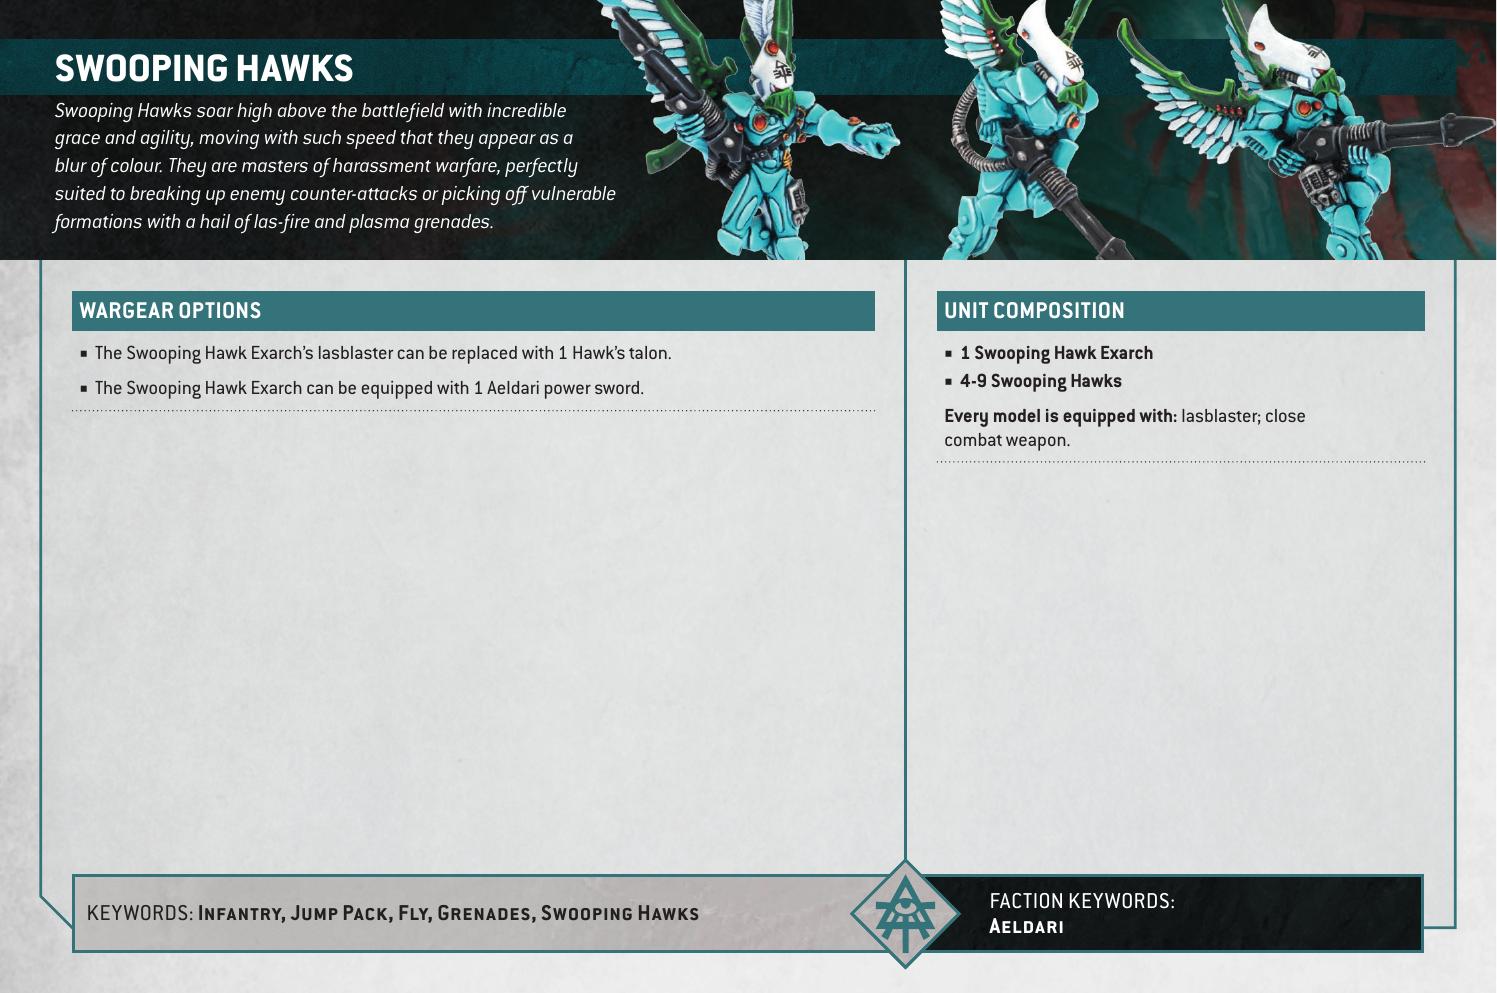 SWOOPING HAWKS
Swooping Hawks soar high above the battlefield with incredible
grace and agility, moving with such speed that they appear as a
blur of colour. They are masters of harassment warfare, perfectly
suited to breaking up enemy counter-attacks or picking off vulnerable
formations with a hail of las-fire and plasma grenades.
WARGEAR OPTIONS
■ The Swooping Hawk Exarch’s lasblaster can be replaced with 1 Hawk’s talon.
■ The Swooping Hawk Exarch can be equipped with 1 Aeldari power sword.
UNIT COMPOSITION
■ 1 Swooping Hawk Exarch
■ 4-9 Swooping Hawks
Every model is equipped with: lasblaster; close
combat weapon.
KEYWORDS: Infantry, Jump Pack, Fly, Grenades, Swooping Hawks
FACTION KEYWORDS:
Aeldari